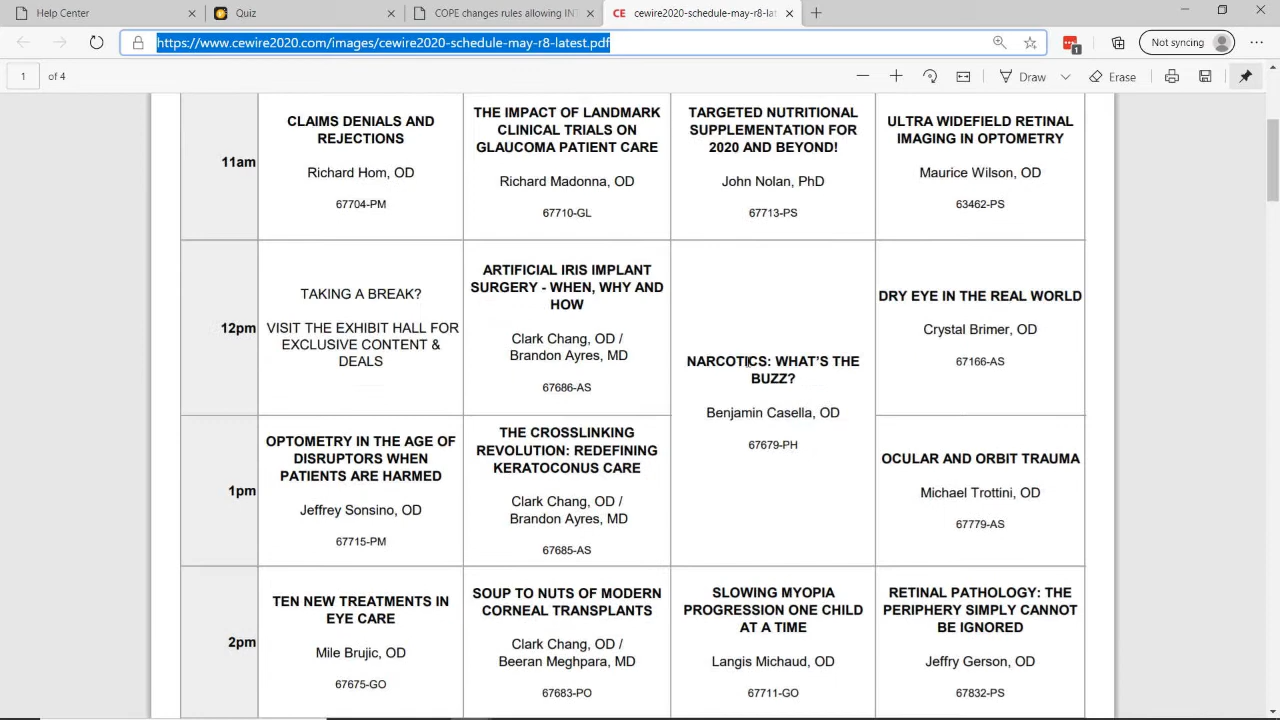 Help Center
Quiz
COPE changes rules allowing INT
CE
cewire2020-schedule-may-r8-lat
https://www.cewire2020.com/images/cewire2020-schedule-may-r8-latest.pdf
1
Not syncing
1
of 4
Draw
Erase
11am
CLAIMS DENIALS AND
REJECTIONS
Richard Hom, OD
67704-PM
THE IMPACT OF LANDMARK
CLINICAL TRIALS ON
GLAUCOMA PATIENT CARE
Richard Madonna, OD
67710-GL
TARGETED NUTRITIONAL
SUPPLEMENTATION FOR
2020 AND BEYOND!
John Nolan, PhD
67713-PS
ULTRA WIDEFIELD RETINAL
IMAGING IN OPTOMETRY
Maurice Wilson, OD
63462-PS
12pm
TAKING A BREAK?
VISIT THE EXHIBIT HALL FOR
EXCLUSIVE CONTENT &
DEALS
ARTIFICIAL IRIS IMPLANT
SURGERY - WHEN, WHY AND
HOW
Clark Chang, OD /
Brandon Ayres, MD
67686-AS
NARCOTICS: WHAT'S THE
BUZZ?
Benjamin Casella, OD
67679-PH
DRY EYE IN THE REAL WORLD
Crystal Brimer, OD
67166-AS
1pm
OPTOMETRY IN THE AGE OF
DISRUPTORS WHEN
PATIENTS ARE HARMED
Jeffrey Sonsino, OD
67715-PM
THE CROSSLINKING
REVOLUTION: REDEFINING
KERATOCONUS CARE
Clark Chang, OD /
Brandon Ayres, MD
67685-AS
OCULAR AND ORBIT TRAUMA
Michael Trottini, OD
67779-AS
2pm
TEN NEW TREATMENTS IN
EYE CARE
Mile Brujic, OD
67675-GO
SOUP TO NUTS OF MODERN
CORNEAL TRANSPLANTS
Clark Chang, OD /
Beeran Meghpara, MD
67683-PO
SLOWING MYOPIA
PROGRESSION ONE CHILD
AT A TIME
Langis Michaud, OD
67711-GO
RETINAL PATHOLOGY: THE
PERIPHERY SIMPLY CANNOT
BE IGNORED
Jeffry Gerson, OD
67832-PS